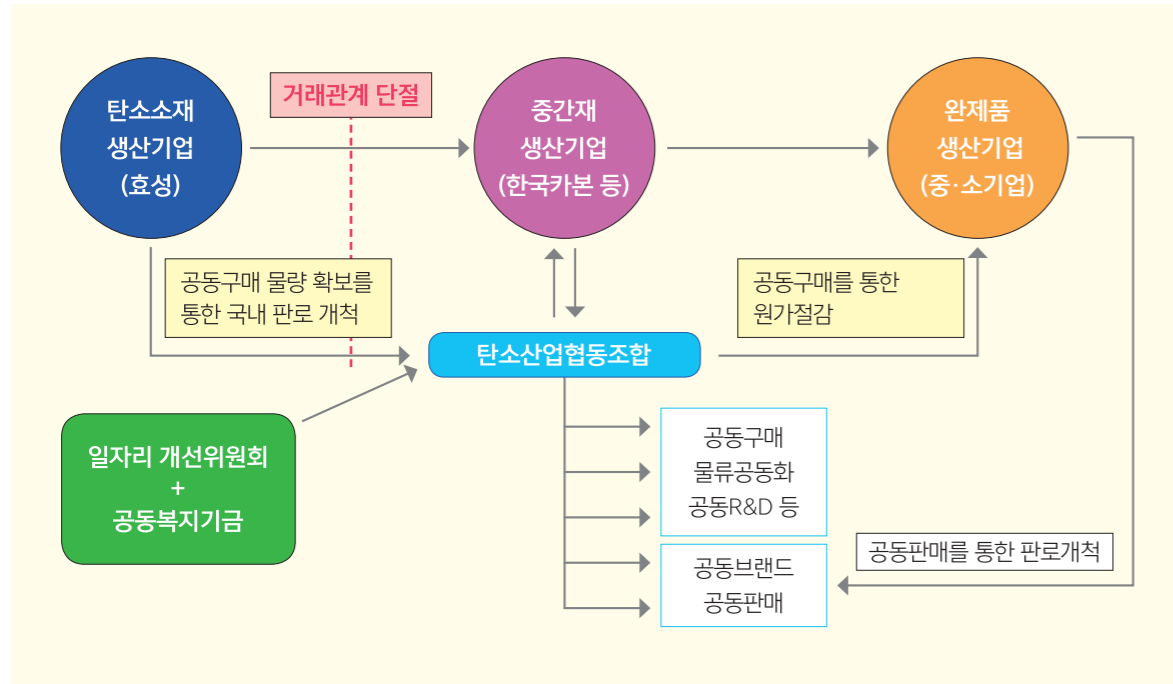 탄소소재
생산기업
(효성)
거래관계 단절
중간재
생산기업
(한국카본 등)
완제품
생산기업
(중·소기업)
공동구매 물량 확보를
통한 국내 판로 개척
공동구매를 통한
원가절감
탄소산업협동조합
일자리 개선위원회
+
공동복지기금
공동구매
물류공동화
공동R&D 등
공동브랜드
공동판매
공동판매를 통한 판로개척